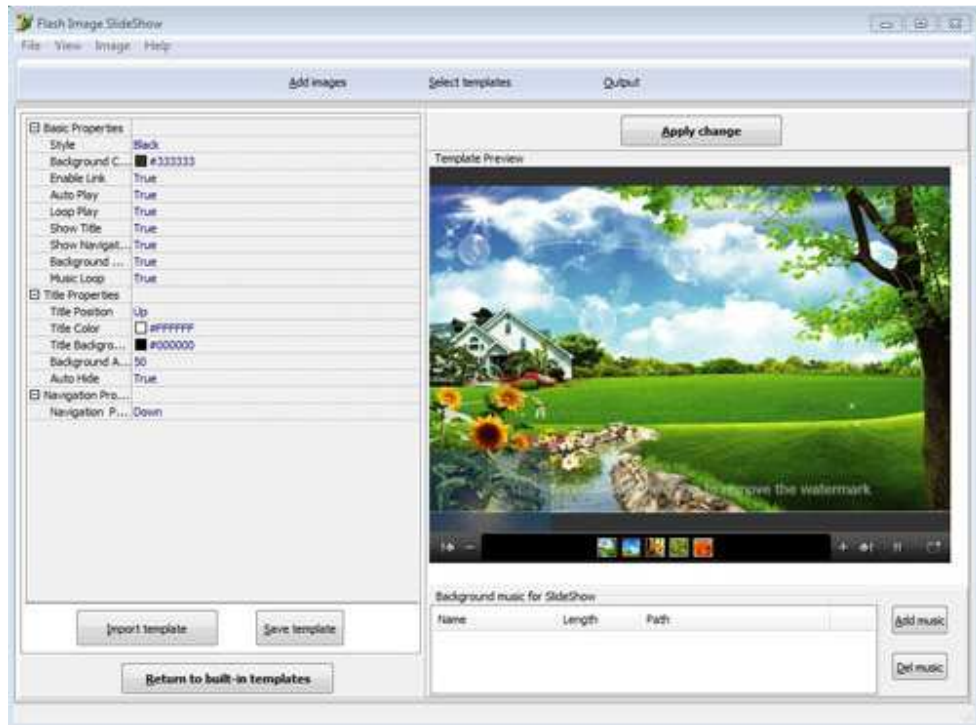 Flash Image SlideShow
File View Image Help
Add images Select templates Output
Basic Properties
Style Black
Background C... #333333
Enable Link True
Auto Play True
Loop Play True
Show Title True
Show Navigat... True
Background ... True
Music Loop True
Title Properties
Title Position Up
Title Color #FFFFFF
Title Backgro... #000000
Background A... 50
Auto Hide True
Navigation Pro...
Navigation P... Down
Import template Save template
Return to built-in templates
Apply change
Template Preview
to remove the watermark
Background music for SlideShow
Name Length Path
Add music
Del music